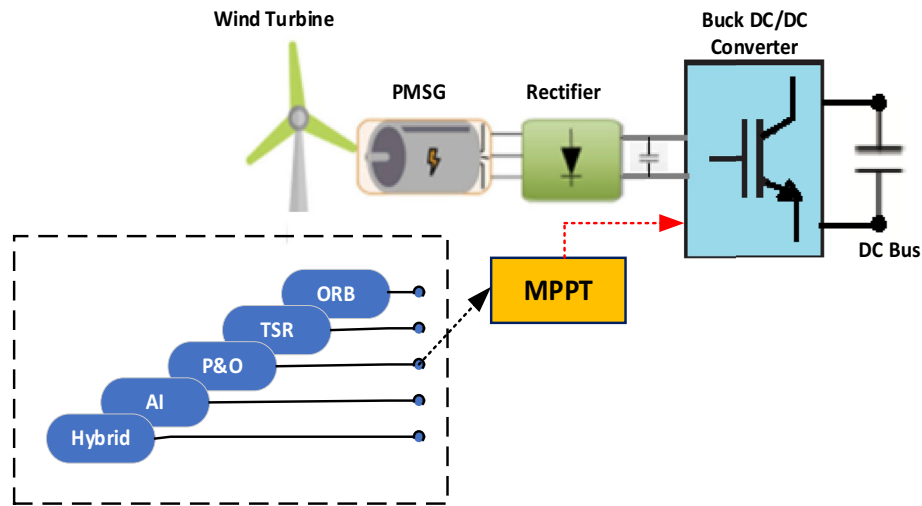 Wind Turbine
Buck DC/DC
Converter
PMSG
Rectifier
DC Bus
MPPT
ORB
TSR
P&O
AI
Hybrid